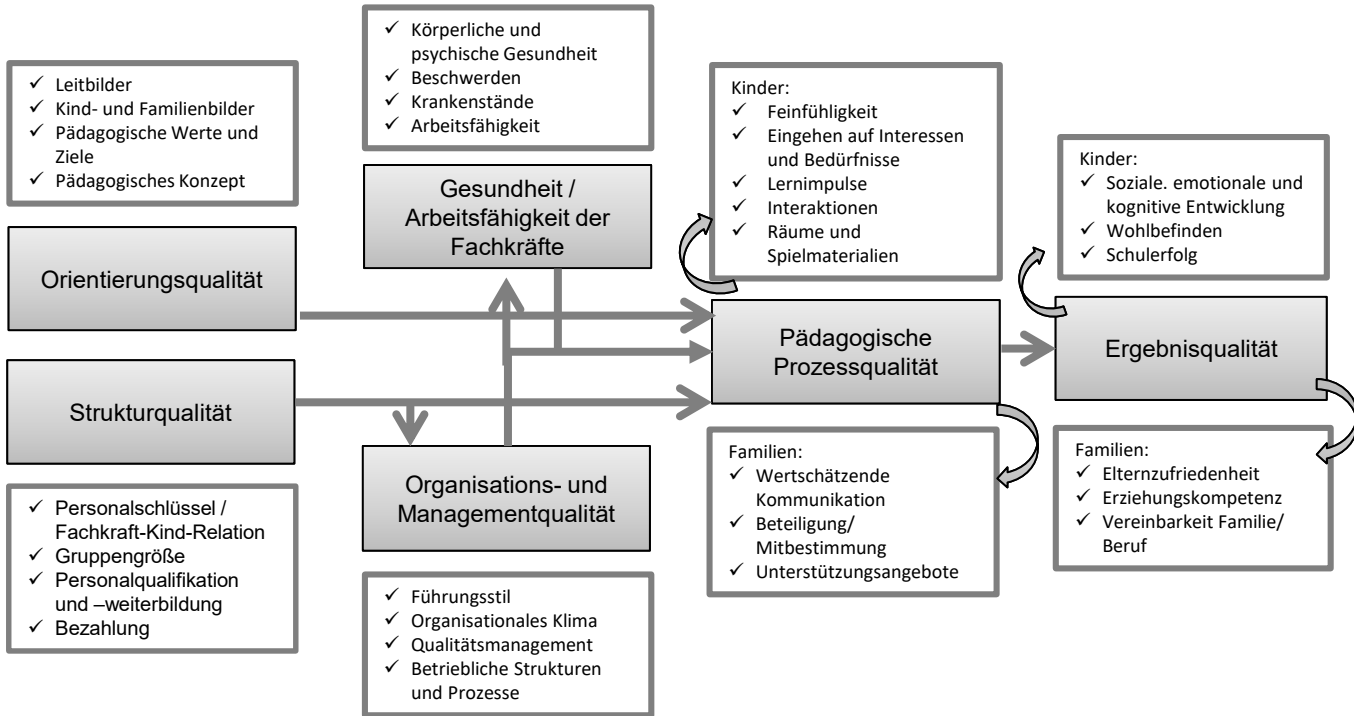 ✓ Leitbilder
✓ Kind- und Familienbilder
✓ Pädagogische Werte und
Ziele
✓ Pädagogisches Konzept
Orientierungsqualität
Strukturqualität
✓ Personalschlüssel /
Fachkraft-Kind-Relation
✓ Gruppengröße
✓ Personalqualifikation
und –weiterbildung
✓ Bezahlung
✓ Körperliche und
psychische Gesundheit
✓ Beschwerden
✓ Krankenstände
✓ Arbeitsfähigkeit
Gesundheit /
Arbeitsfähigkeit der
Fachkräfte
Organisations- und
Managementqualität
✓ Führungsstil
✓ Organisationales Klima
✓ Qualitätsmanagement
✓ Betriebliche Strukturen
und Prozesse
Kinder:
✓ Feinfühligkeit
✓ Eingehen auf Interessen
und Bedürfnisse
✓ Lernimpulse
✓ Interaktionen
✓ Räume und
Spielmaterialien
Pädagogische
Prozessqualität
Familien:
✓ Wertschätzende
Kommunikation
✓ Beteiligung/
Mitbestimmung
✓ Unterstützungsangebote
Kinder:
✓ Soziale. emotionale und
kognitive Entwicklung
✓ Wohlbefinden
✓ Schulerfolg
Ergebnisqualität
Familien:
✓ Elternzufriedenheit
✓ Erziehungskompetenz
✓ Vereinbarkeit Familie/
Beruf